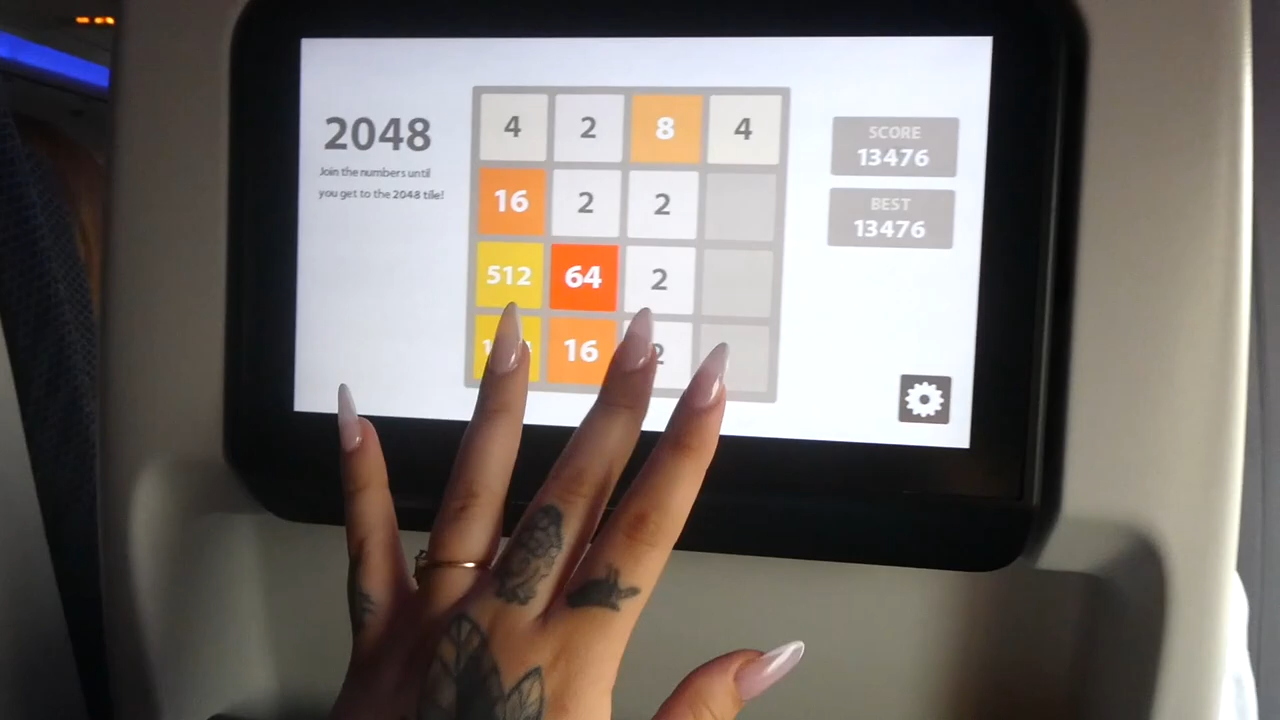 2048
Join the numbers until
you get to the 2048 tile!
4 2 8 4
16 2 2
512 64 2
16 2
SCORE
13476
BEST
13476